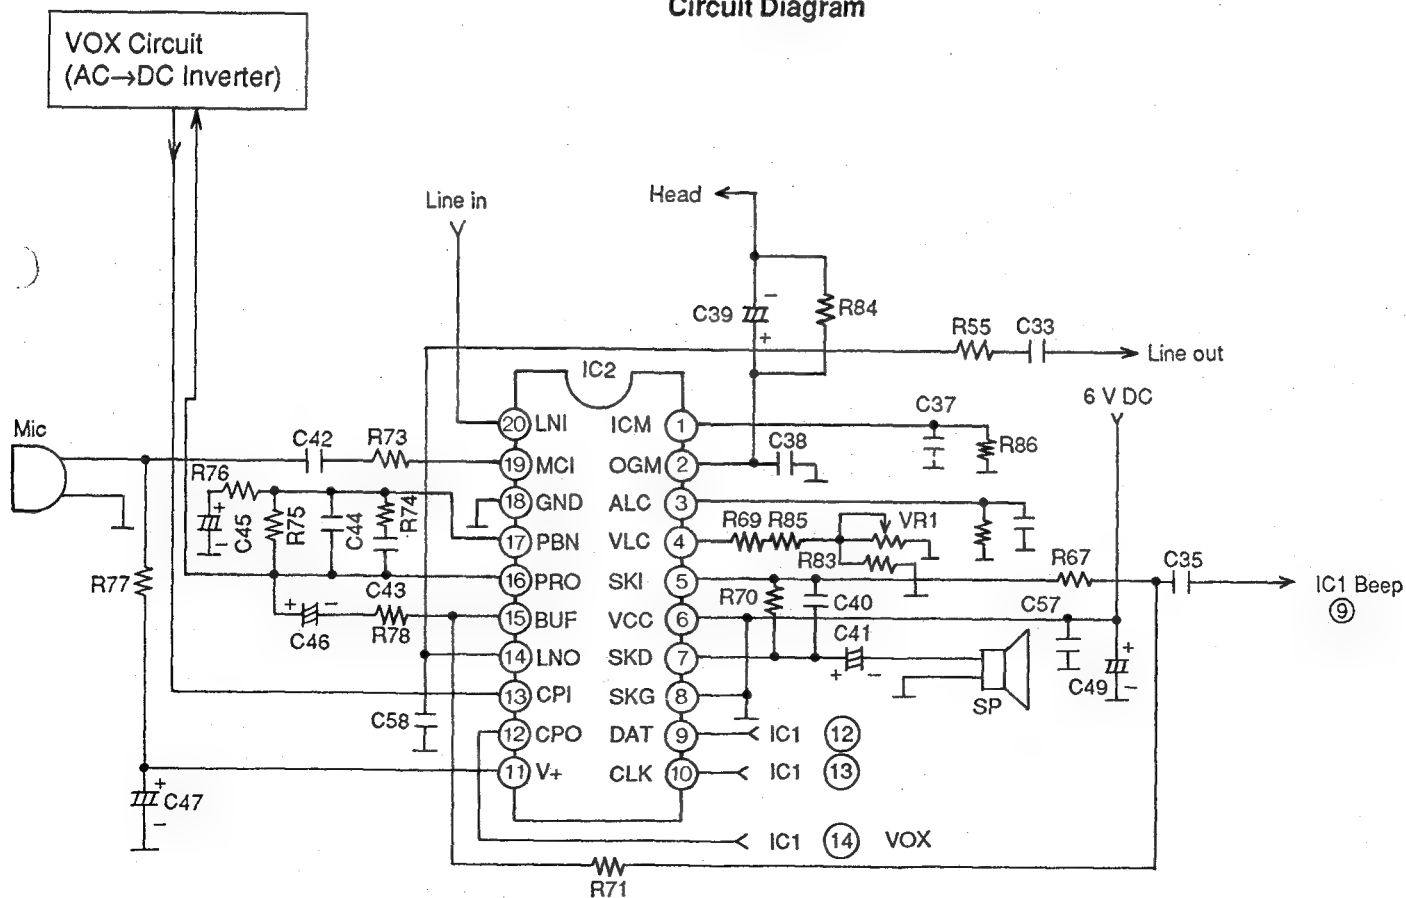 Circuit Diagram
VOX Circuit
(AC→DC Inverter)
Line in
Head
C39
−
+
R84
R55
C33
Line out
IC2
6 V DC
Mic
C42
R73
20 LNI
ICM 1
C37
R86
19 MCI
OGM 2
C38
R76
+
−
C45
R75
C44
R74
18 GND
ALC 3
17 PBN
VLC 4
R69
R85
VR1
R83
R77
C43
16 PRO
SKI 5
R67
C35
IC1 Beep
9
R70
C40
+
−
C46
R78
15 BUF
VCC 6
C57
14 LNO
SKD 7
C41
+
−
SP
C49
+
−
13 CPI
SKG 8
C58
12 CPO
DAT 9
IC1 12
11 V+
CLK 10
IC1 13
+
C47
−
IC1 14 VOX
R71